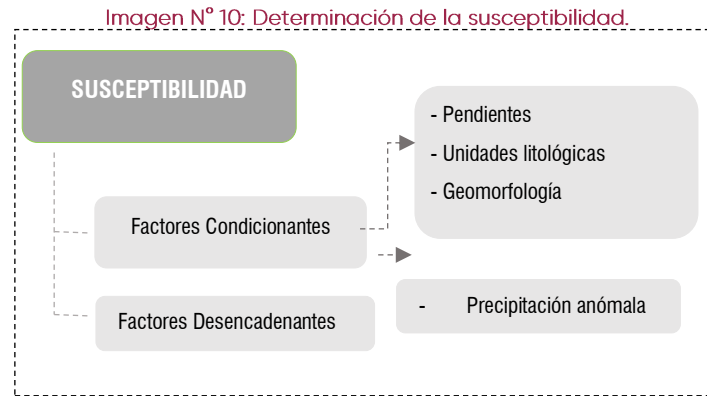 Imagen N° 10: Determinación de la susceptibilidad.
SUSCEPTIBILIDAD
- Pendientes
- Unidades litológicas
- Geomorfología
Factores Condicionantes
- Precipitación anómala
Factores Desencadenantes